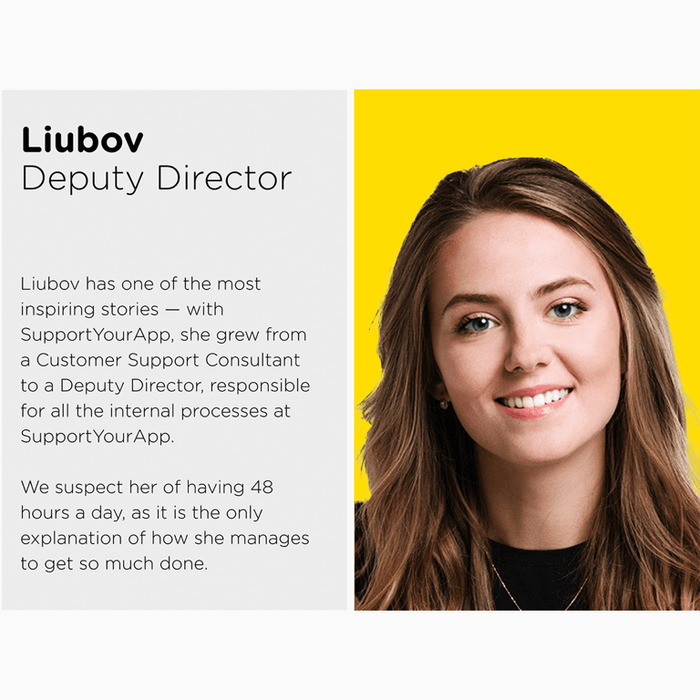 Liubov
Deputy Director
Liubov has one of the most
inspiring stories — with
SupportYourApp, she grew from
a Customer Support Consultant
to a Deputy Director, responsible
for all the internal processes at
SupportYourApp.
We suspect her of having 48
hours a day, as it is the only
explanation of how she manages
to get so much done.